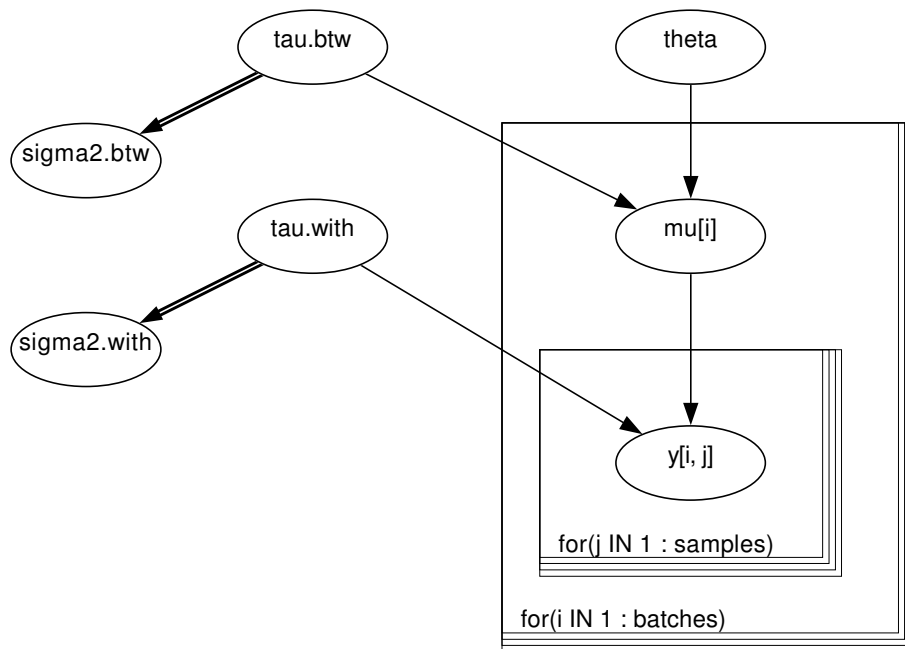 tau.btw
theta
sigma2.btw
tau.with
mu[i]
sigma2.with
y[i, j]
for(j IN 1 : samples)
for(i IN 1 : batches)